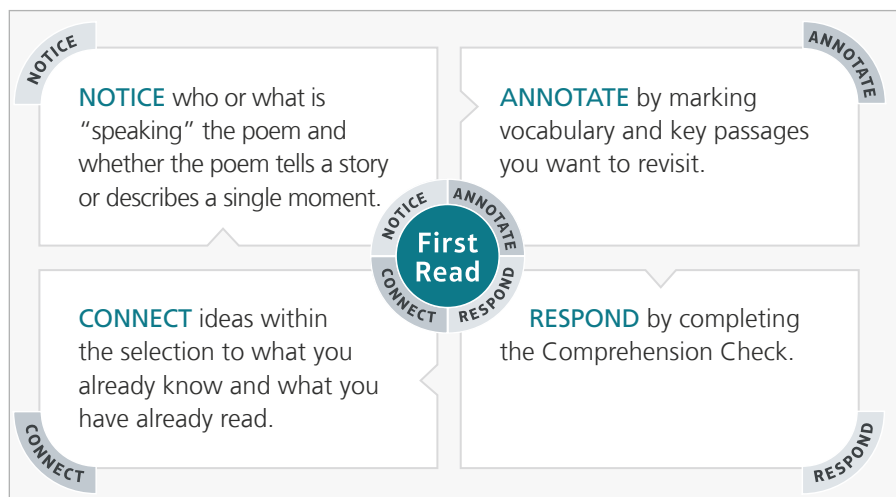 NOTICE
NOTICE who or what is
“speaking” the poem and
whether the poem tells a story
or describes a single moment.
ANNOTATE
ANNOTATE by marking
vocabulary and key passages
you want to revisit.
NOTICE
ANNOTATE
First
Read
CONNECT
RESPOND
CONNECT ideas within
the selection to what you
already know and what you
have already read.
CONNECT
RESPOND by completing
the Comprehension Check.
RESPOND